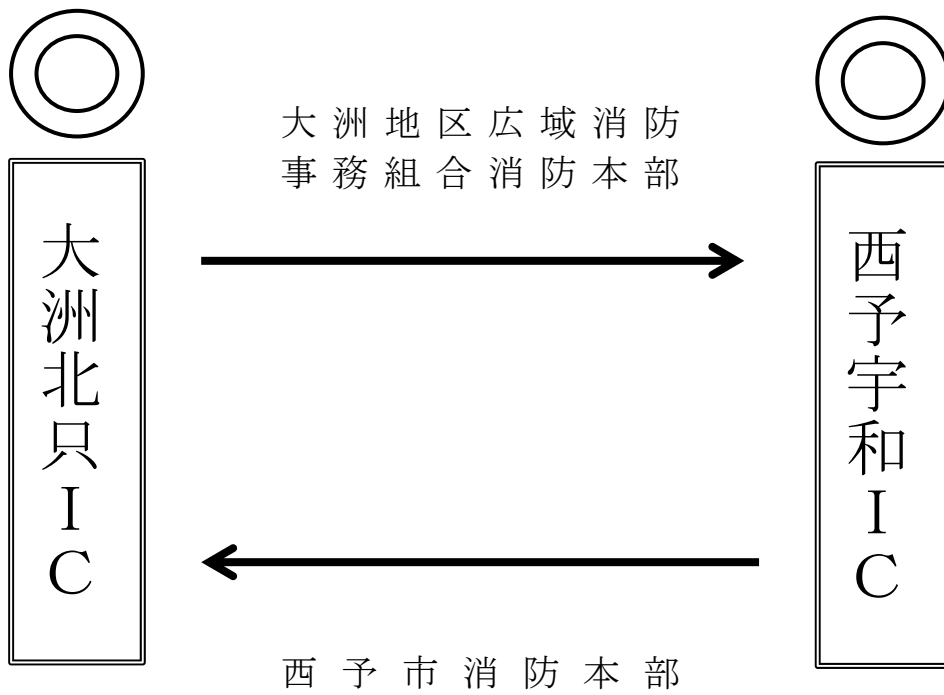 大洲地区広域消防
事務組合消防本部
大洲北只ＩＣ
西予宇和ＩＣ
西予市消防本部